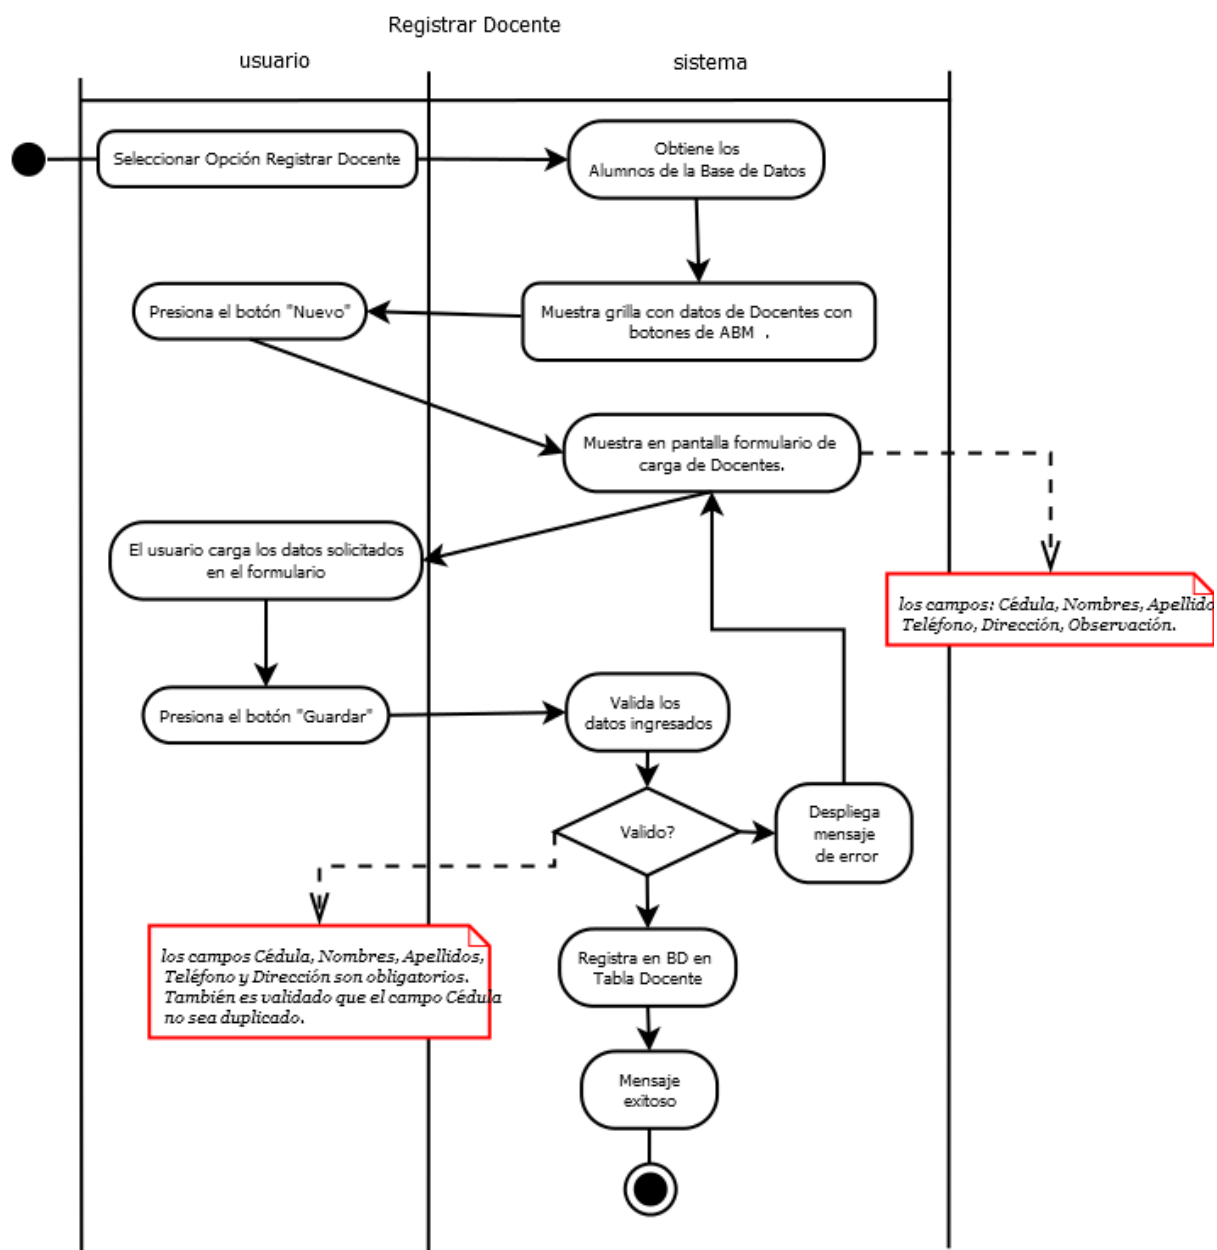 Registrar Docente
usuario
sistema
Seleccionar Opción Registrar Docente
Obtiene los
Alumnos de la Base de Datos
Presiona el botón "Nuevo"
Muestra grilla con datos de Docentes con
botones de ABM .
Muestra en pantalla formulario de
carga de Docentes.
El usuario carga los datos solicitados
en el formulario
los campos: Cédula, Nombres, Apellido
Teléfono, Dirección, Observación.
Presiona el botón "Guardar"
Valida los
datos ingresados
Valido?
Despliega
mensaje
de error
los campos Cédula, Nombres, Apellidos,
Teléfono y Dirección son obligatorios.
También es validado que el campo Cédula
no sea duplicado.
Registra en BD en
Tabla Docente
Mensaje
exitoso